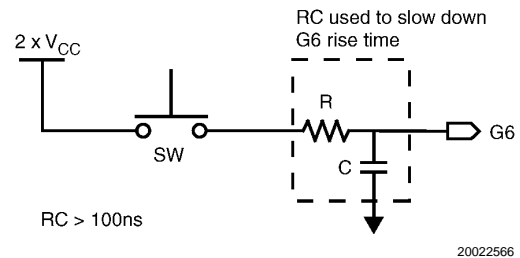 RC used to slow down
G6 rise time
2 x VCC
R
G6
SW
C
RC > 100ns
20022566